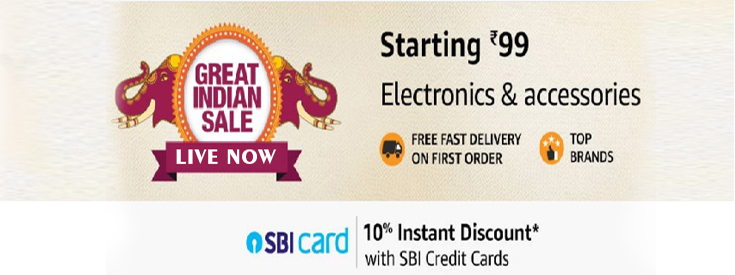 GREAT
INDIAN
SALE
LIVE NOW
Starting ₹99
Electronics & accessories
FREE FAST DELIVERY
ON FIRST ORDER
TOP
BRANDS
SBI card
10% Instant Discount*
with SBI Credit Cards